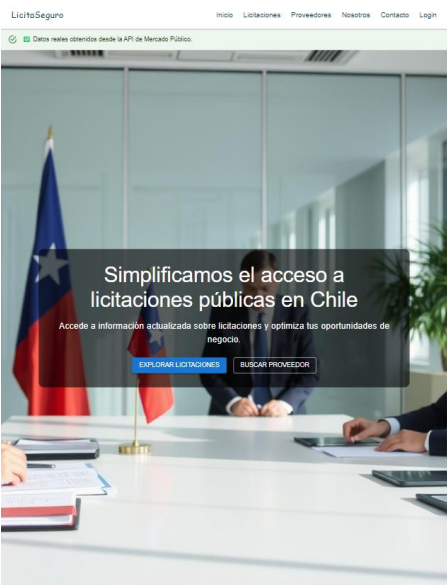 LicitaSeguro
Inicio Licitaciones Proveedores Nosotros Contacto Login
Datos reales obtenidos desde la API de Mercado Público.
Simplificamos el acceso a
licitaciones públicas en Chile
Accede a información actualizada sobre licitaciones y optimiza tus oportunidades de
negocio.
EXPLORAR LICITACIONES
BUSCAR PROVEEDOR